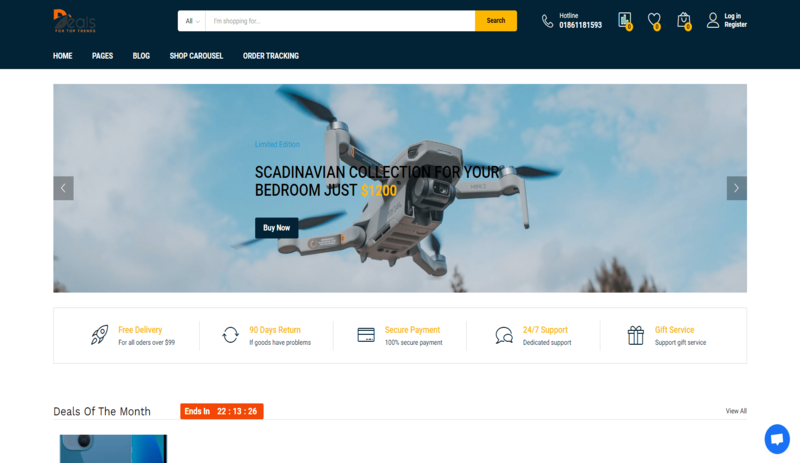 Deals
FOR TOP TRENDS
All
I'm shopping for...
Search
Hotline
01861181593
0
0
0
Log in
Register
HOME
PAGES
BLOG
SHOP CAROUSEL
ORDER TRACKING
Limited Edition
SCADINAVIAN COLLECTION FOR YOUR
BEDROOM JUST $1200
Buy Now
Free Delivery
For all oders over $99
90 Days Return
If goods have problems
Secure Payment
100% secure payment
24/7 Support
Dedicated support
Gift Service
Support gift service
Deals Of The Month
Ends In 22 : 13 : 26
View All